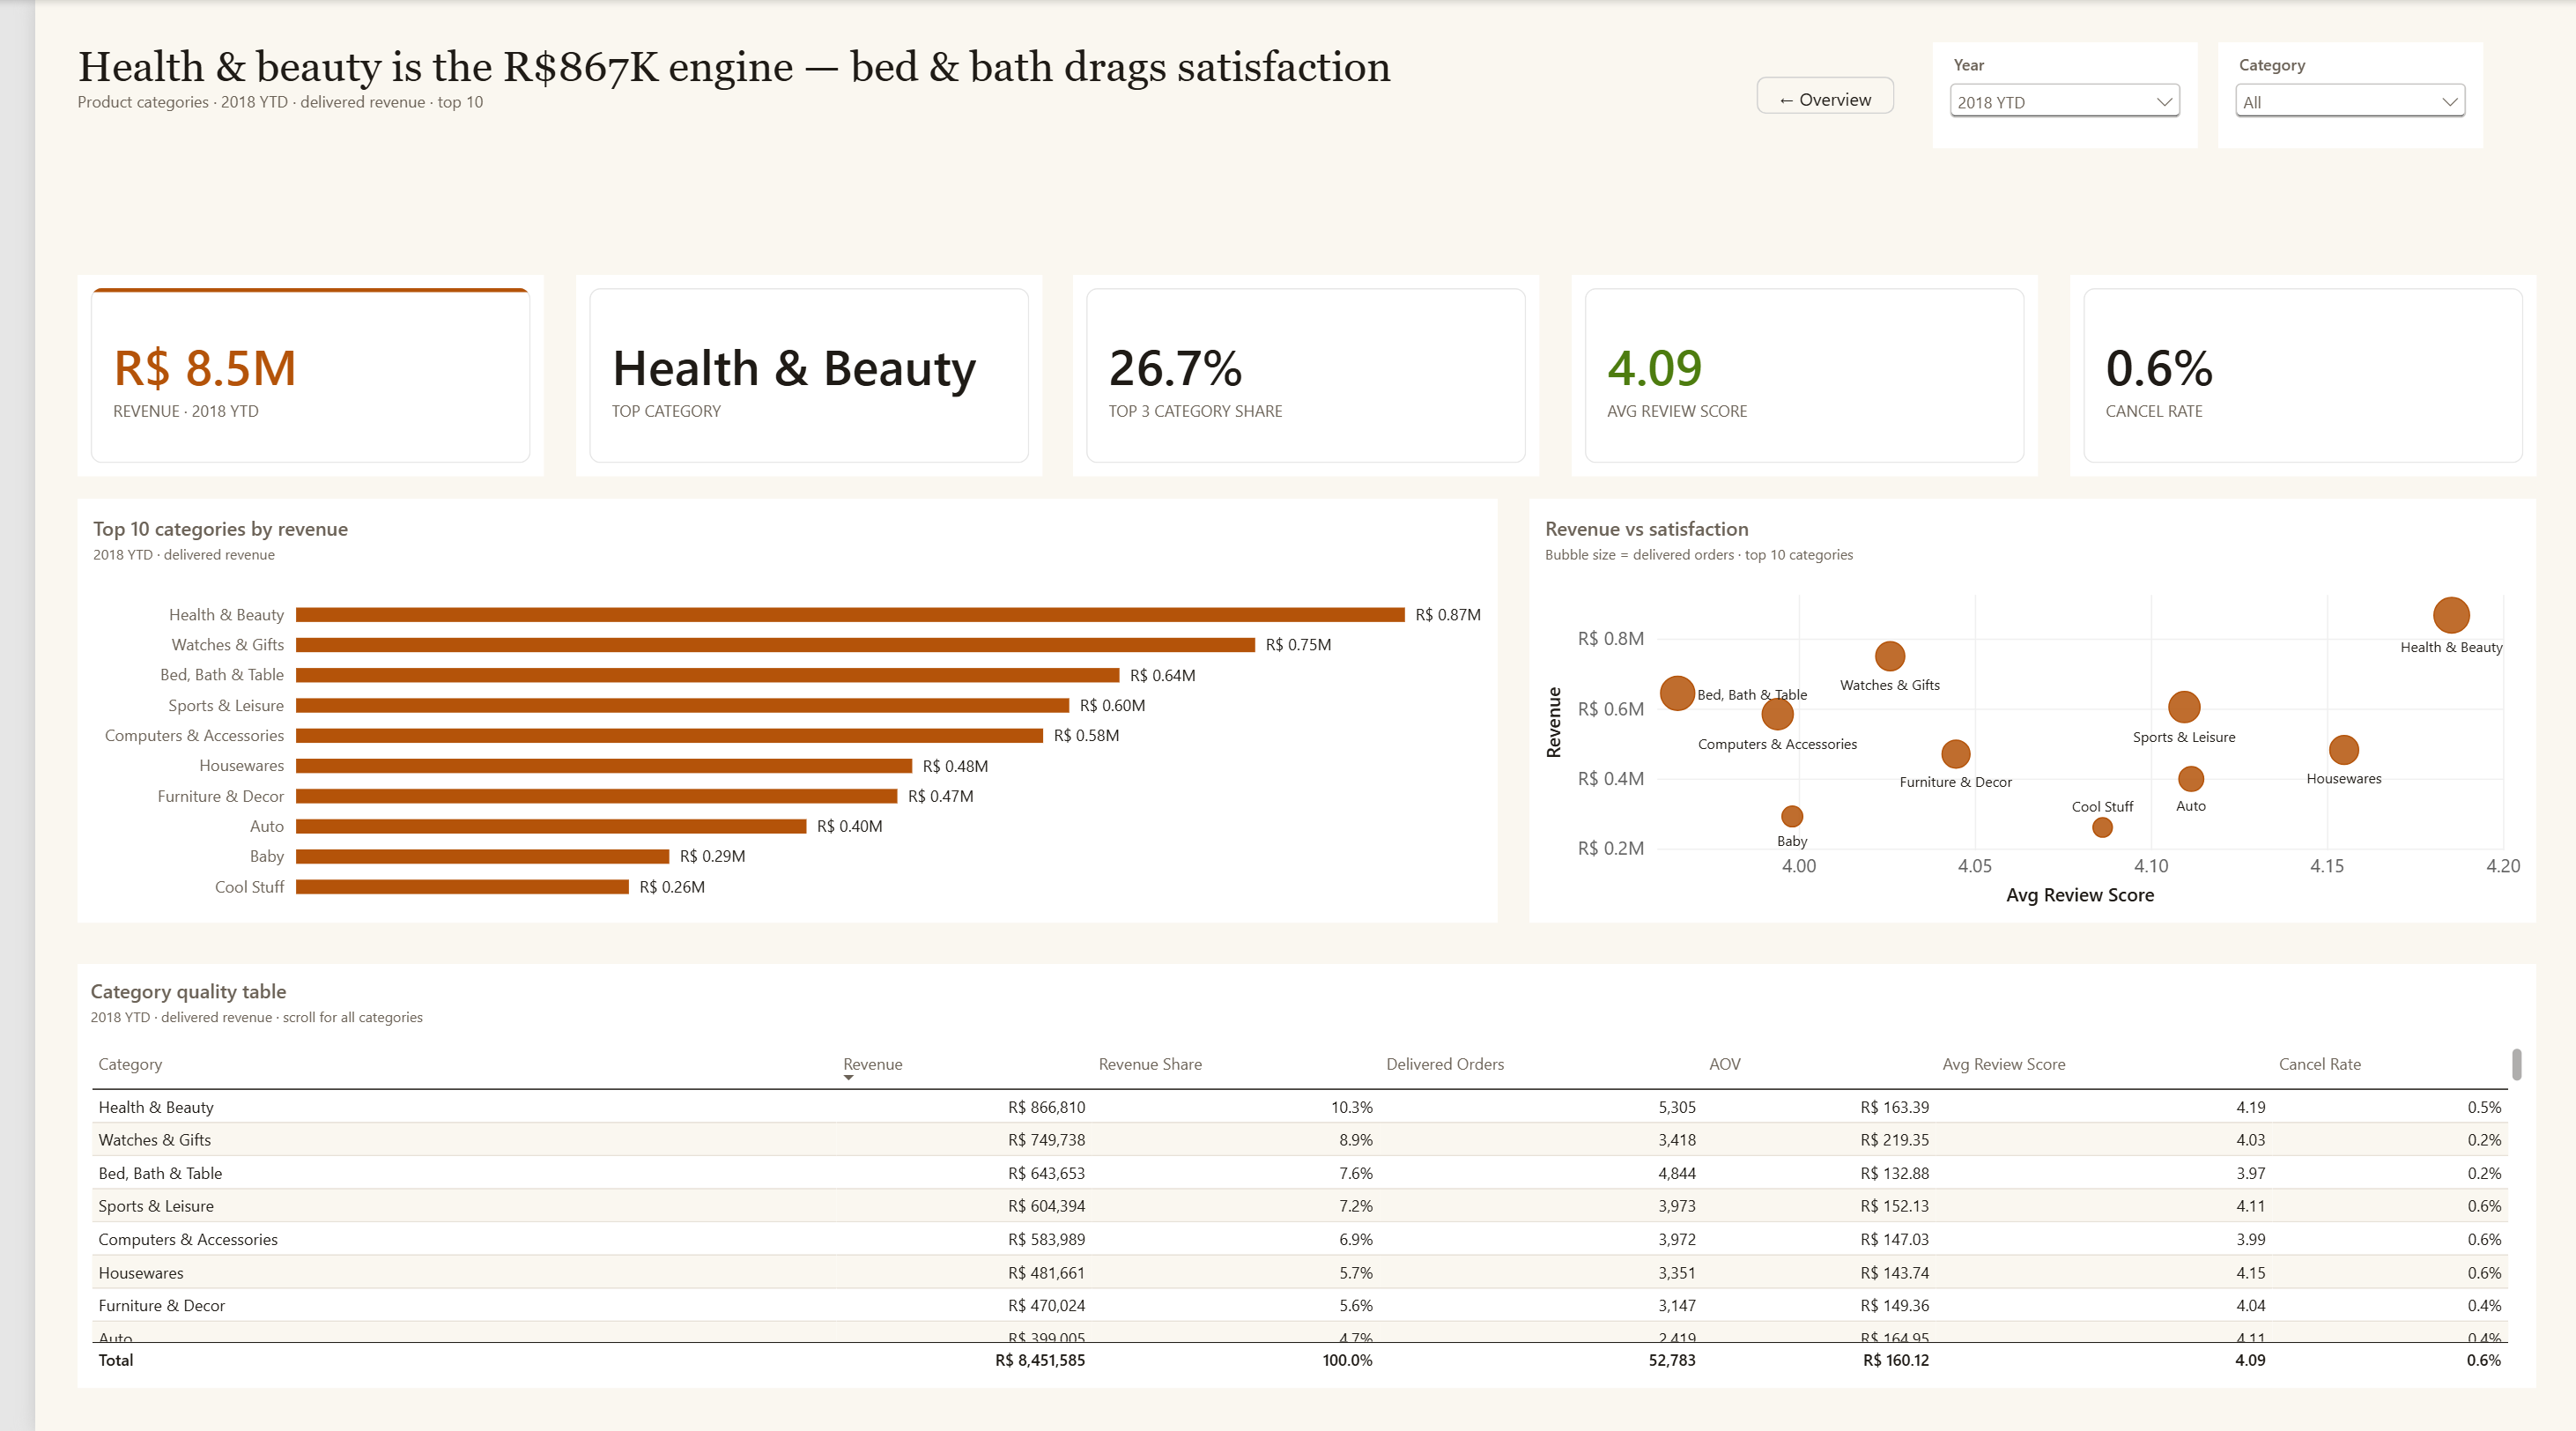 Health & beauty is the R$867K engine — bed & bath drags satisfaction
Product categories · 2018 YTD · delivered revenue · top 10
← Overview
Year
2018 YTD
Category
All
R$ 8.5M
REVENUE · 2018 YTD
Health & Beauty
TOP CATEGORY
26.7%
TOP 3 CATEGORY SHARE
4.09
AVG REVIEW SCORE
0.6%
CANCEL RATE
Top 10 categories by revenue
2018 YTD · delivered revenue
Health & Beauty R$ 0.87M
Watches & Gifts R$ 0.75M
Bed, Bath & Table R$ 0.64M
Sports & Leisure R$ 0.60M
Computers & Accessories R$ 0.58M
Housewares R$ 0.48M
Furniture & Decor R$ 0.47M
Auto R$ 0.40M
Baby R$ 0.29M
Cool Stuff R$ 0.26M
Revenue vs satisfaction
Bubble size = delivered orders · top 10 categories
Revenue
R$ 0.8M
R$ 0.6M
R$ 0.4M
R$ 0.2M
Health & Beauty
Watches & Gifts
Bed, Bath & Table
Computers & Accessories
Sports & Leisure
Furniture & Decor
Housewares
Cool Stuff
Auto
Baby
4.00 4.05 4.10 4.15 4.20
Avg Review Score
Category quality table
2018 YTD · delivered revenue · scroll for all categories
Category Revenue Revenue Share Delivered Orders AOV Avg Review Score Cancel Rate
Health & Beauty R$ 866,810 10.3% 5,305 R$ 163.39 4.19 0.5%
Watches & Gifts R$ 749,738 8.9% 3,418 R$ 219.35 4.03 0.2%
Bed, Bath & Table R$ 643,653 7.6% 4,844 R$ 132.88 3.97 0.2%
Sports & Leisure R$ 604,394 7.2% 3,973 R$ 152.13 4.11 0.6%
Computers & Accessories R$ 583,989 6.9% 3,972 R$ 147.03 3.99 0.6%
Housewares R$ 481,661 5.7% 3,351 R$ 143.74 4.15 0.6%
Furniture & Decor R$ 470,024 5.6% 3,147 R$ 149.36 4.04 0.4%
Auto R$ 399,005 4.7% 2,419 R$ 164.95 4.11 0.4%
Total R$ 8,451,585 100.0% 52,783 R$ 160.12 4.09 0.6%